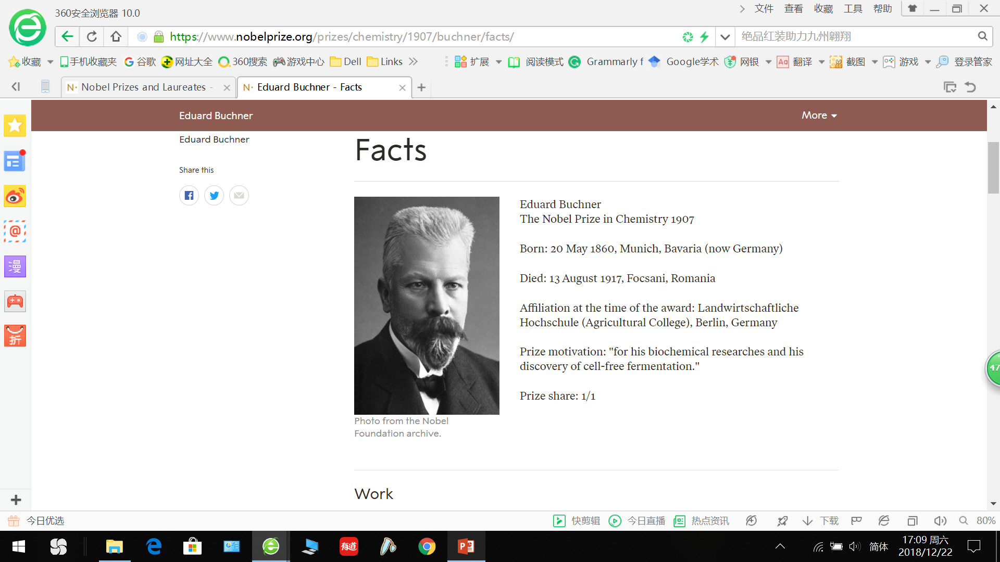 360安全浏览器 10.0
文件 查看 收藏 工具 帮助
https://www.nobelprize.org/prizes/chemistry/1907/buchner/facts/
绝品红装助力九州翱翔
收藏 手机收藏夹 谷歌 网址大全 360搜索 游戏中心 Dell Links 扩展 阅读模式 Grammarly f Google学术 网银 Aa 翻译 截图 游戏 登录管家
N· Nobel Prizes and Laureates -
N· Eduard Buchner - Facts
Eduard Buchner
More
Eduard Buchner
Share this
Facts
Eduard Buchner
The Nobel Prize in Chemistry 1907
Born: 20 May 1860, Munich, Bavaria (now Germany)
Died: 13 August 1917, Focsani, Romania
Affiliation at the time of the award: Landwirtschaftliche
Hochschule (Agricultural College), Berlin, Germany
Prize motivation: "for his biochemical researches and his
discovery of cell-free fermentation."
Prize share: 1/1
Photo from the Nobel
Foundation archive.
Work
@
漫
折
47
今日优选
快剪辑 今日直播 热点资讯 下载 80%
有道
简体
17:09 周六
2018/12/22